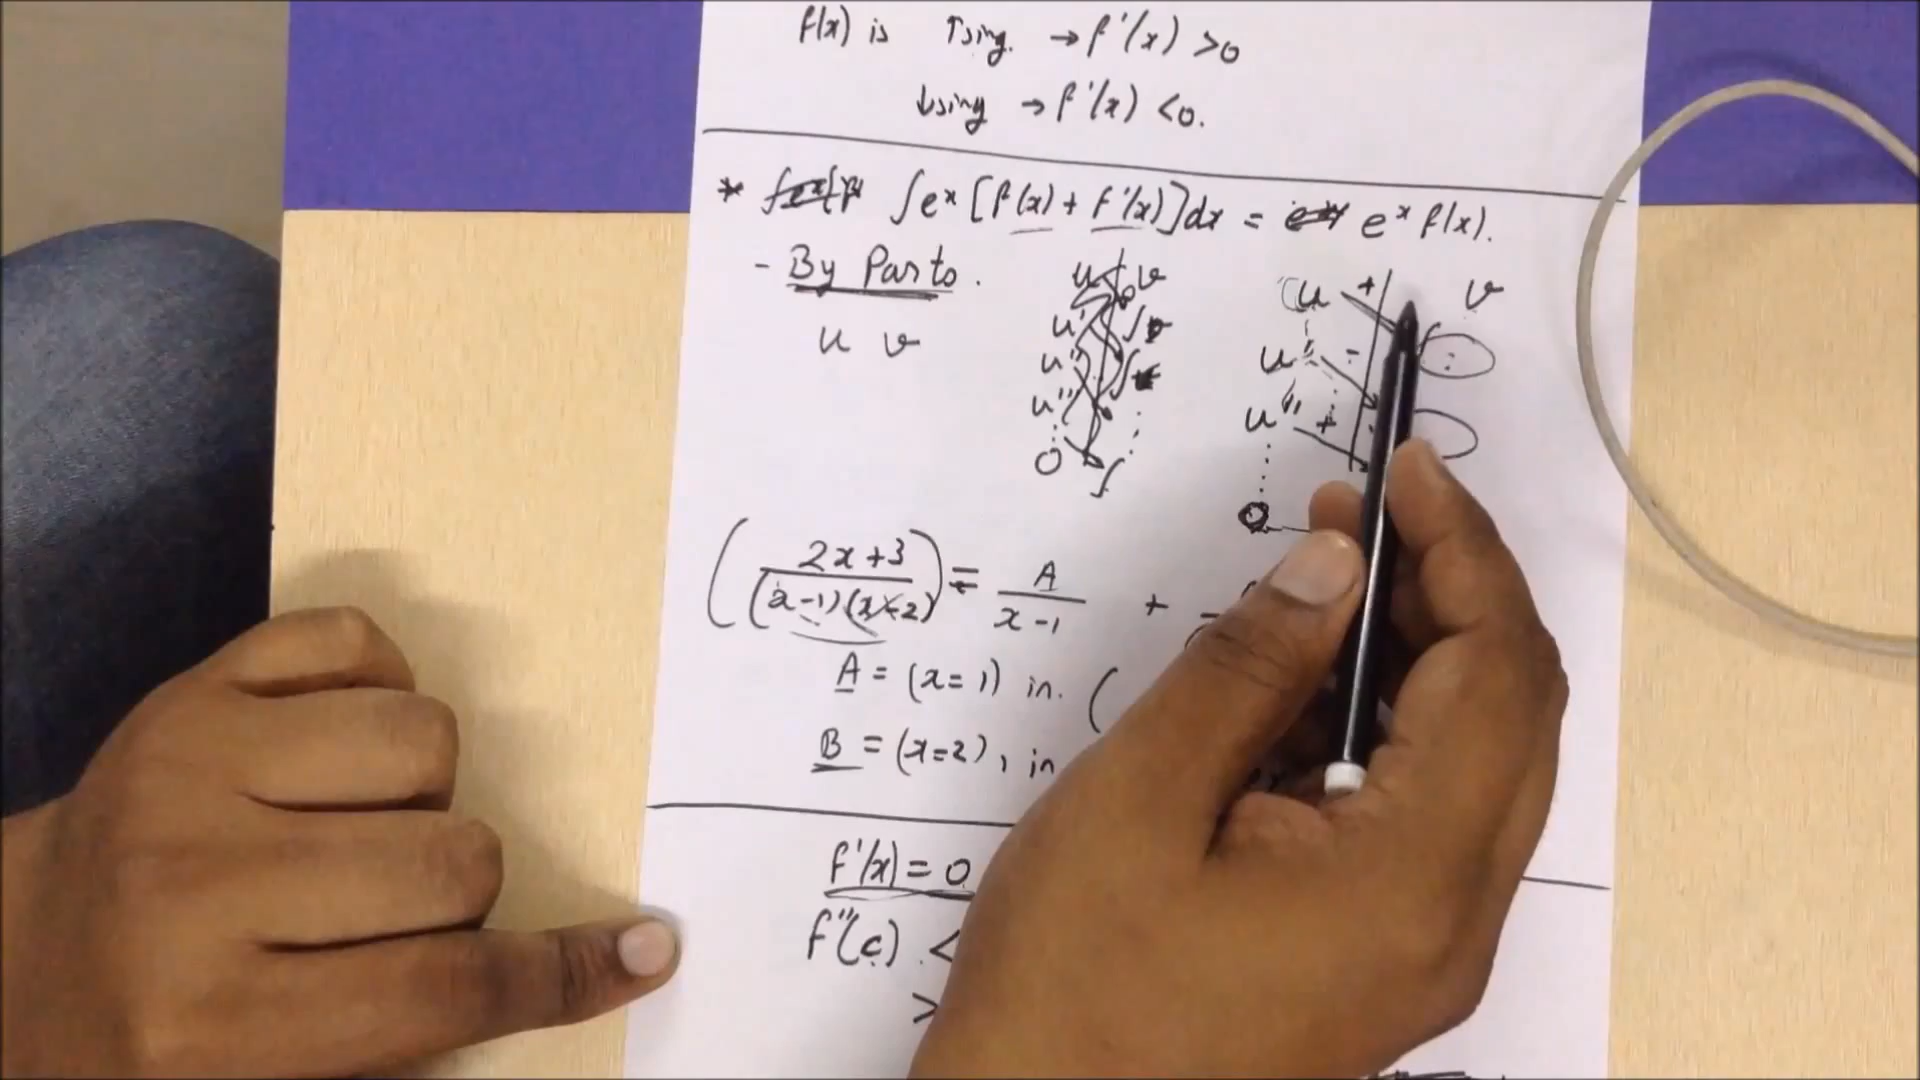 f(x) is ↑sing. → f'(x) >0
↓sing → f'(x) <0.
* ∫e^x [f(x) + f'(x)]dx = e^x f(x).
- By Parts.
u v
u v
u' ∫
u'' ∫
u''
0 ∫
u + v
u' -
u'' +
0
(2x+3 / (x-1)(x-2)) = A / x-1 +
A = (x=1) in. (
B = (x=2), in
f'(x) = 0
f''(c) <
>